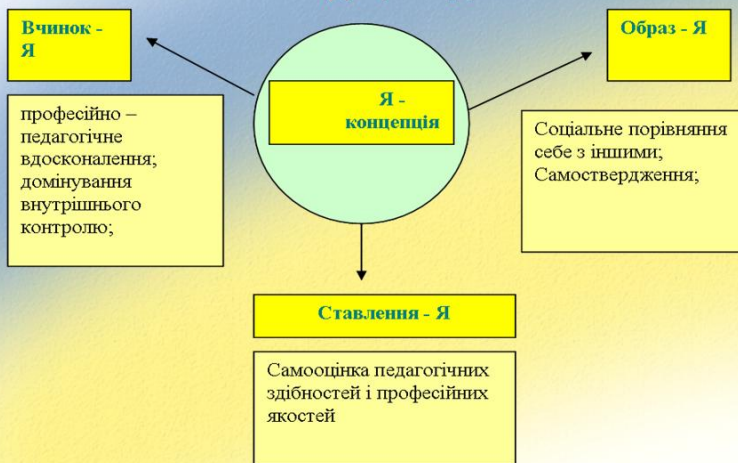 Вчинок -
Я
Образ - Я
Я -
концепція
професійно –
педагогічне
вдосконалення;
домінування
внутрішнього
контролю;
Соціальне порівняння
себе з іншими;
Самоствердження;
Ставлення - Я
Самооцінка педагогічних
здібностей і професійних
якостей